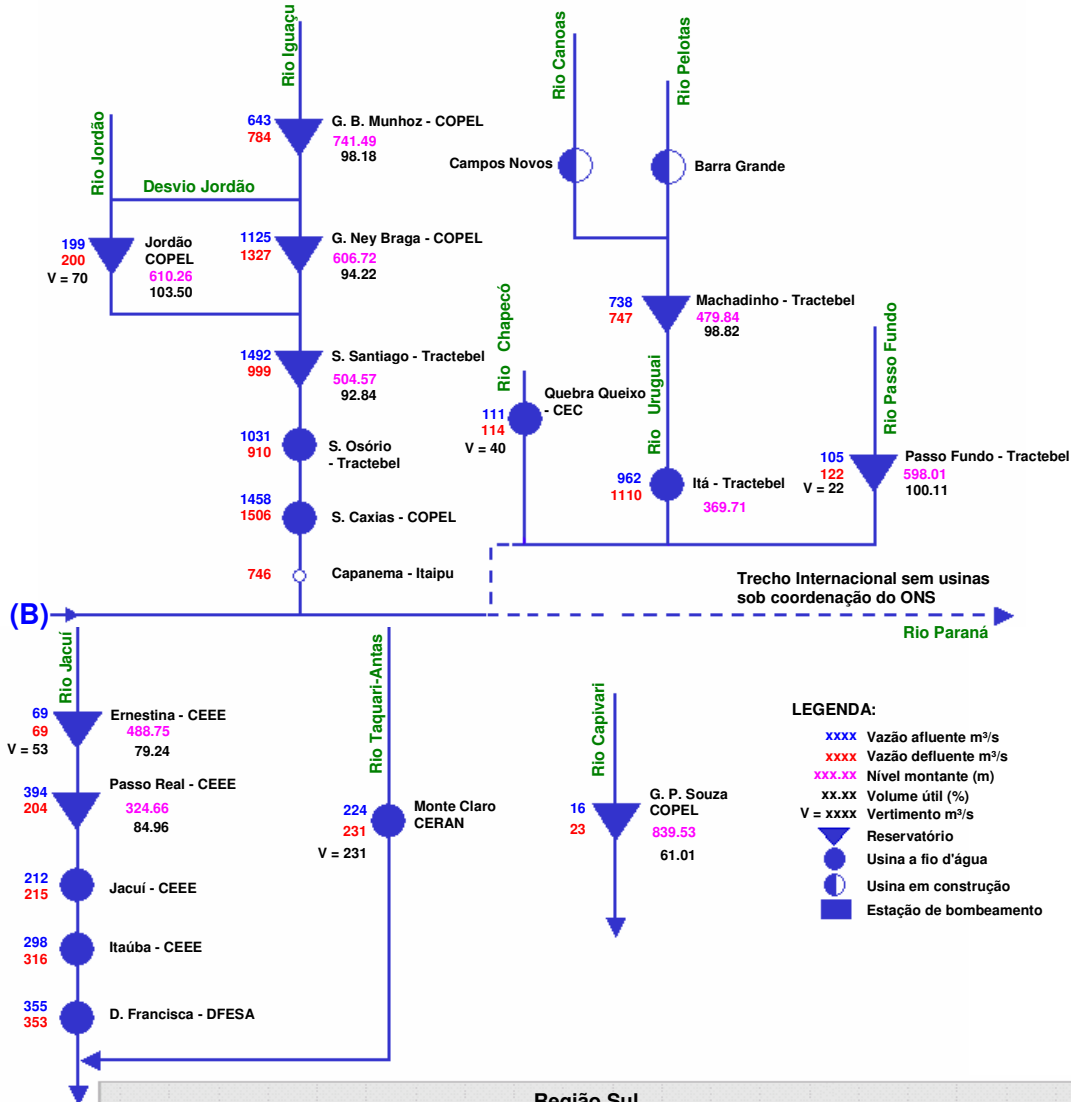 Rio Iguaçu
Rio Canoas
Rio Pelotas
Rio Jordão
643
784
G. B. Munhoz - COPEL
741.49
98.18
Campos Novos
Barra Grande
Desvio Jordão
199
200
V = 70
Jordão
COPEL
610.26
103.50
1125
1327
G. Ney Braga - COPEL
606.72
94.22
738
747
Machadinho - Tractebel
479.84
98.82
Rio Chapecó
Rio Uruguai
Rio Passo Fundo
1492
999
S. Santiago - Tractebel
504.57
92.84
111
114
V = 40
Quebra Queixo
- CEC
1031
910
S. Osório
- Tractebel
962
1110
Itá - Tractebel
369.71
105
122
V = 22
Passo Fundo - Tractebel
598.01
100.11
1458
1506
S. Caxias - COPEL
746
Capanema - Itaipu
Trecho Internacional sem usinas
sob coordenação do ONS
(B)
Rio Paraná
Rio Jacuí
Rio Taquari-Antas
Rio Capivari
69
69
V = 53
Ernestina - CEEE
488.75
79.24
394
204
Passo Real - CEEE
324.66
84.96
224
231
V = 231
Monte Claro
CERAN
16
23
G. P. Souza
COPEL
839.53
61.01
212
215
Jacuí - CEEE
298
316
Itaúba - CEEE
355
353
D. Francisca - DFESA
LEGENDA:
xxxx Vazão afluente m³/s
xxxx Vazão defluente m³/s
xxx.xx Nível montante (m)
xx.xx Volume útil (%)
V = xxxx Vertimento m³/s
Reservatório
Usina a fio d'água
Usina em construção
Estação de bombeamento
Região Sul